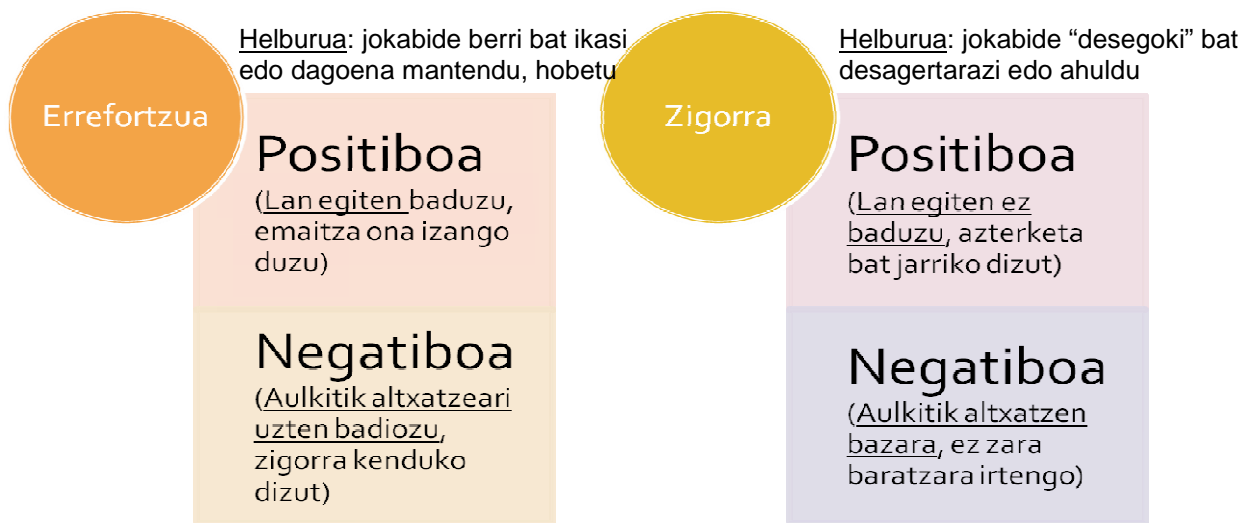 Errefortzua
Helburua: jokabide berri bat ikasi
edo dagoena mantendu, hobetu
Positiboa
(Lan egiten baduzu,
emaitza ona izango
duzu)
Negatiboa
(Aulkitik altxatzeari
uzten badiozu,
zigorra kenduko
dizut)
Zigorra
Helburua: jokabide “desegoki” bat
desagertarazi edo ahuldu
Positiboa
(Lan egiten ez
baduzu, azterketa
bat jarriko dizut)
Negatiboa
(Aulkitik altxatzen
bazara, ez zara
baratzara irtengo)